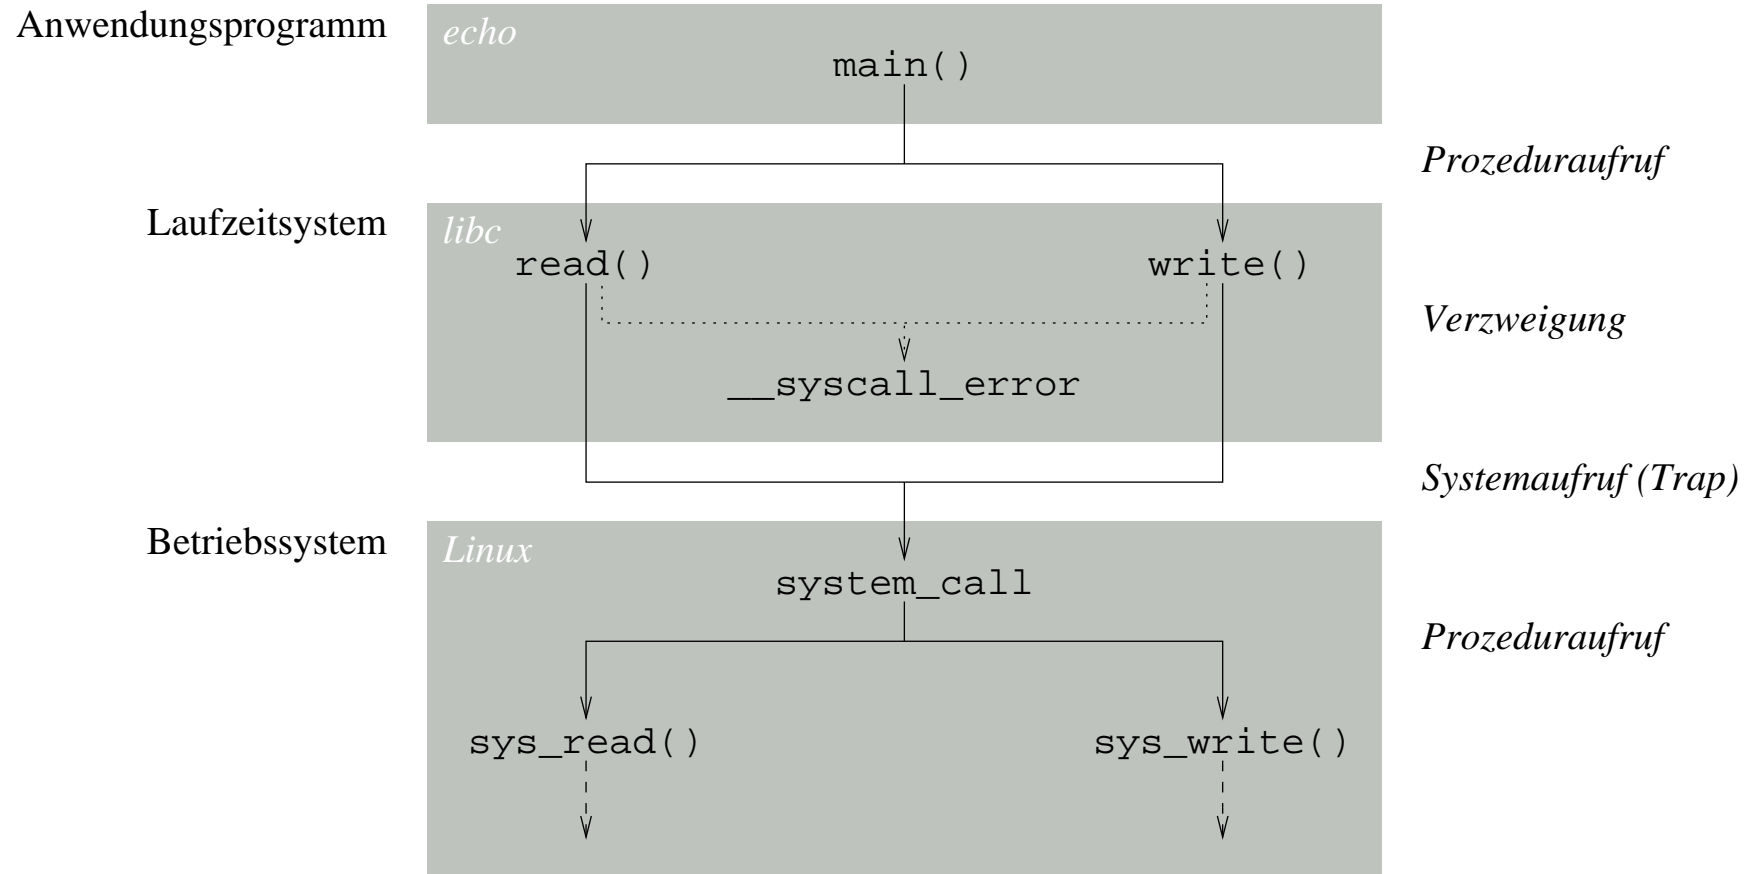 Anwendungsprogramm
echo
main()
Prozeduraufruf
Laufzeitsystem
libc
read()
write()
Verzweigung
__syscall_error
Systemaufruf (Trap)
Betriebssystem
Linux
system_call
Prozeduraufruf
sys_read()
sys_write()